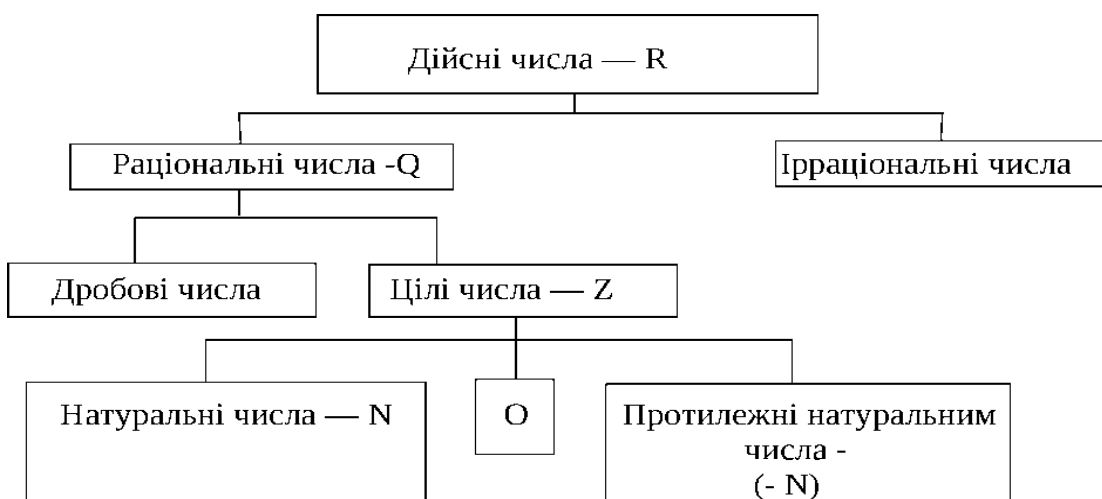 Дійсні числа — R
Раціональні числа -Q
Ірраціональні числа
Дробові числа
Цілі числа — Z
Натуральні числа — N
О
Протилежні натуральним
числа -
(- N)